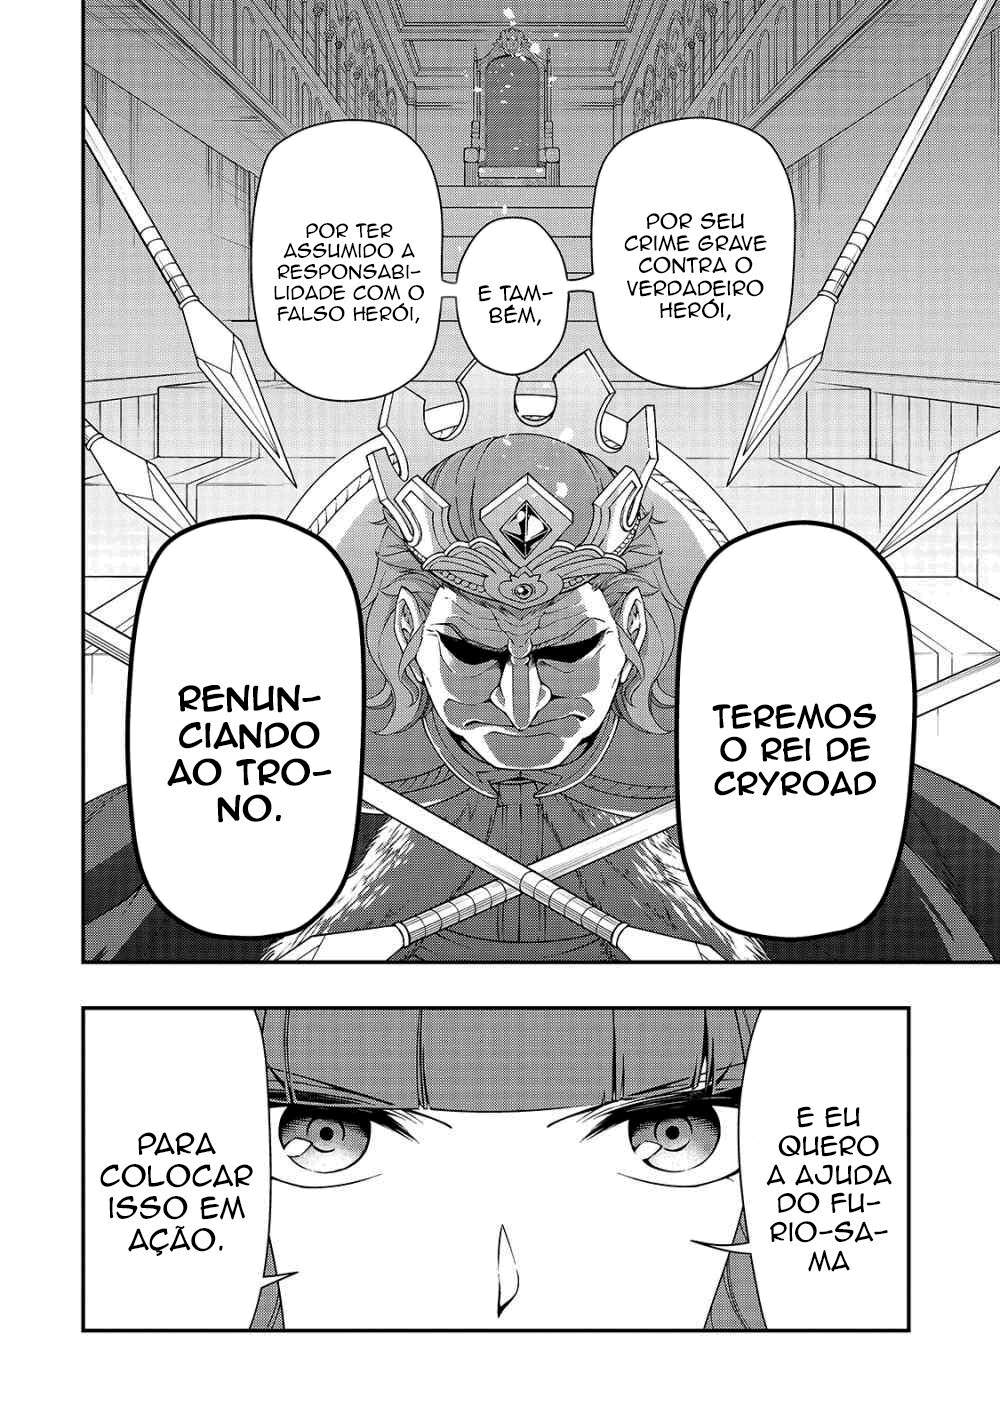 POR SEU
CRIME GRAVE
CONTRA O
VERDADEIRO
HERÓI,
E TAM-
BÉM,
POR TER
ASSUMIDO A
RESPONSABI-
LIDADE COM O
FALSO HERÓI,
TEREMOS
O REI DE
CRYROAD
RENUN-
CIANDO
AO TRO-
NO.
E EU
QUERO
A AJUDA
DO FU-
RIO-SA-
MA
PARA
COLOCAR
ISSO EM
AÇÃO.